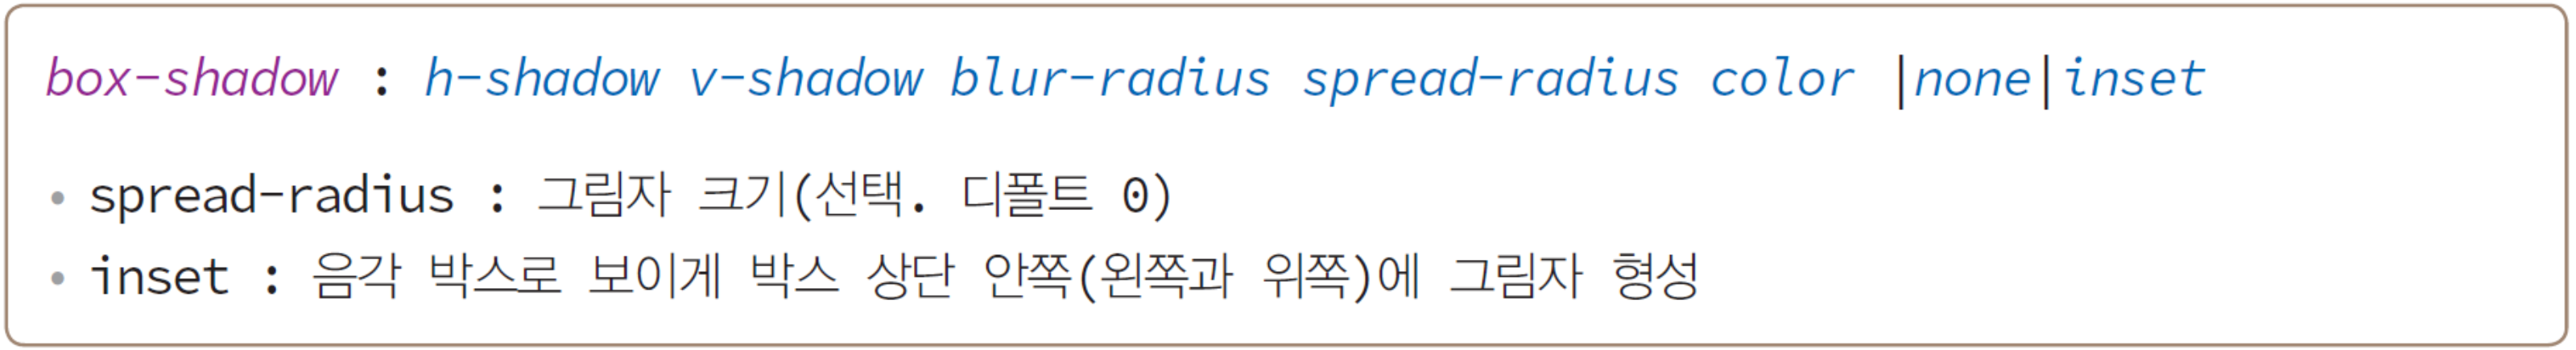 box-shadow : h-shadow v-shadow blur-radius spread-radius color |none|inset
• spread-radius : 그림자 크기(선택. 디폴트 0)
• inset : 음각 박스로 보이게 박스 상단 안쪽(왼쪽과 위쪽)에 그림자 형성